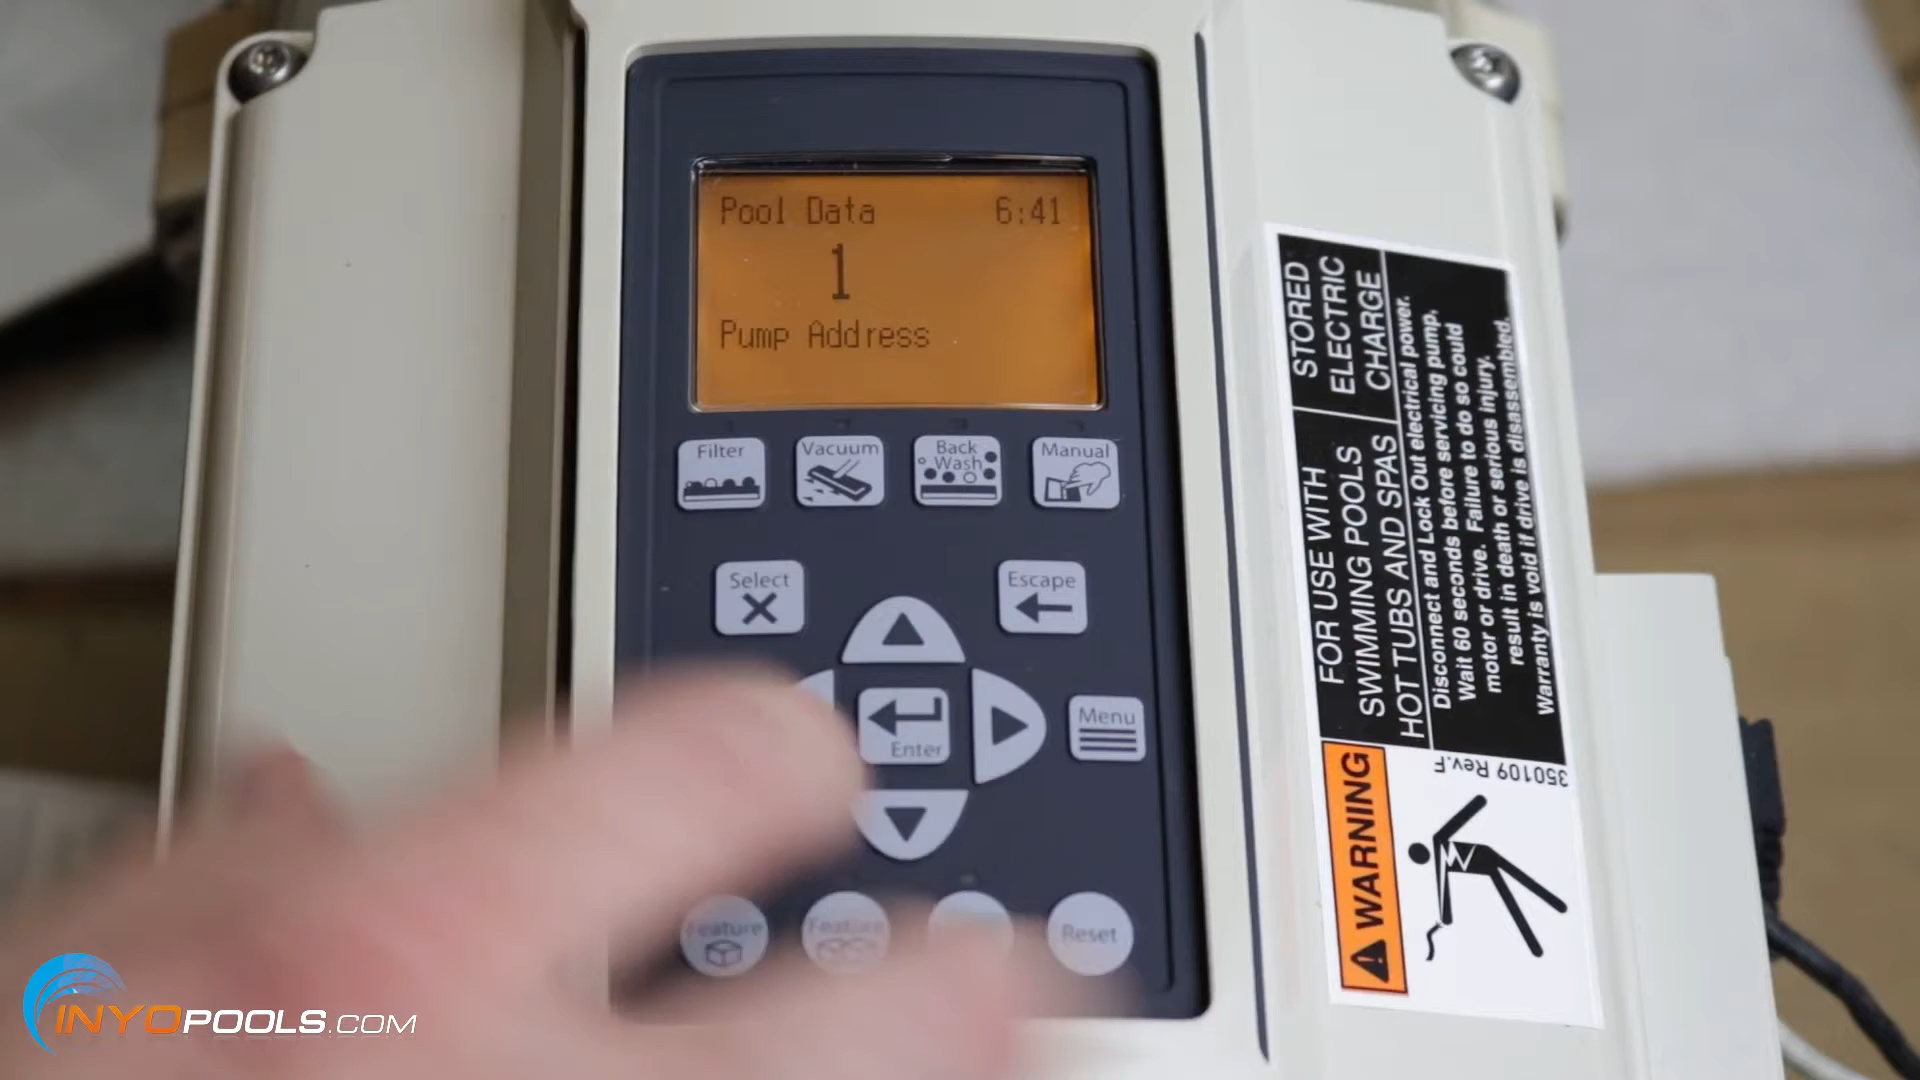 Pool Data 6:41
1
Pump Address
Filter
Vacuum
Back
Wash
Manual
Select
Escape
Enter
Menu
Feature
Feature
Reset
STORED
ELECTRIC
CHARGE
FOR USE WITH
SWIMMING POOLS
HOT TUBS AND SPAS
Disconnect and Lock Out electrical power.
Wait 60 seconds before servicing pump,
motor or drive. Failure to do so could
result in death or serious injury.
Warranty is void if drive is disassembled.
WARNING
350109 Rev.F
INYOPOOLS.COM